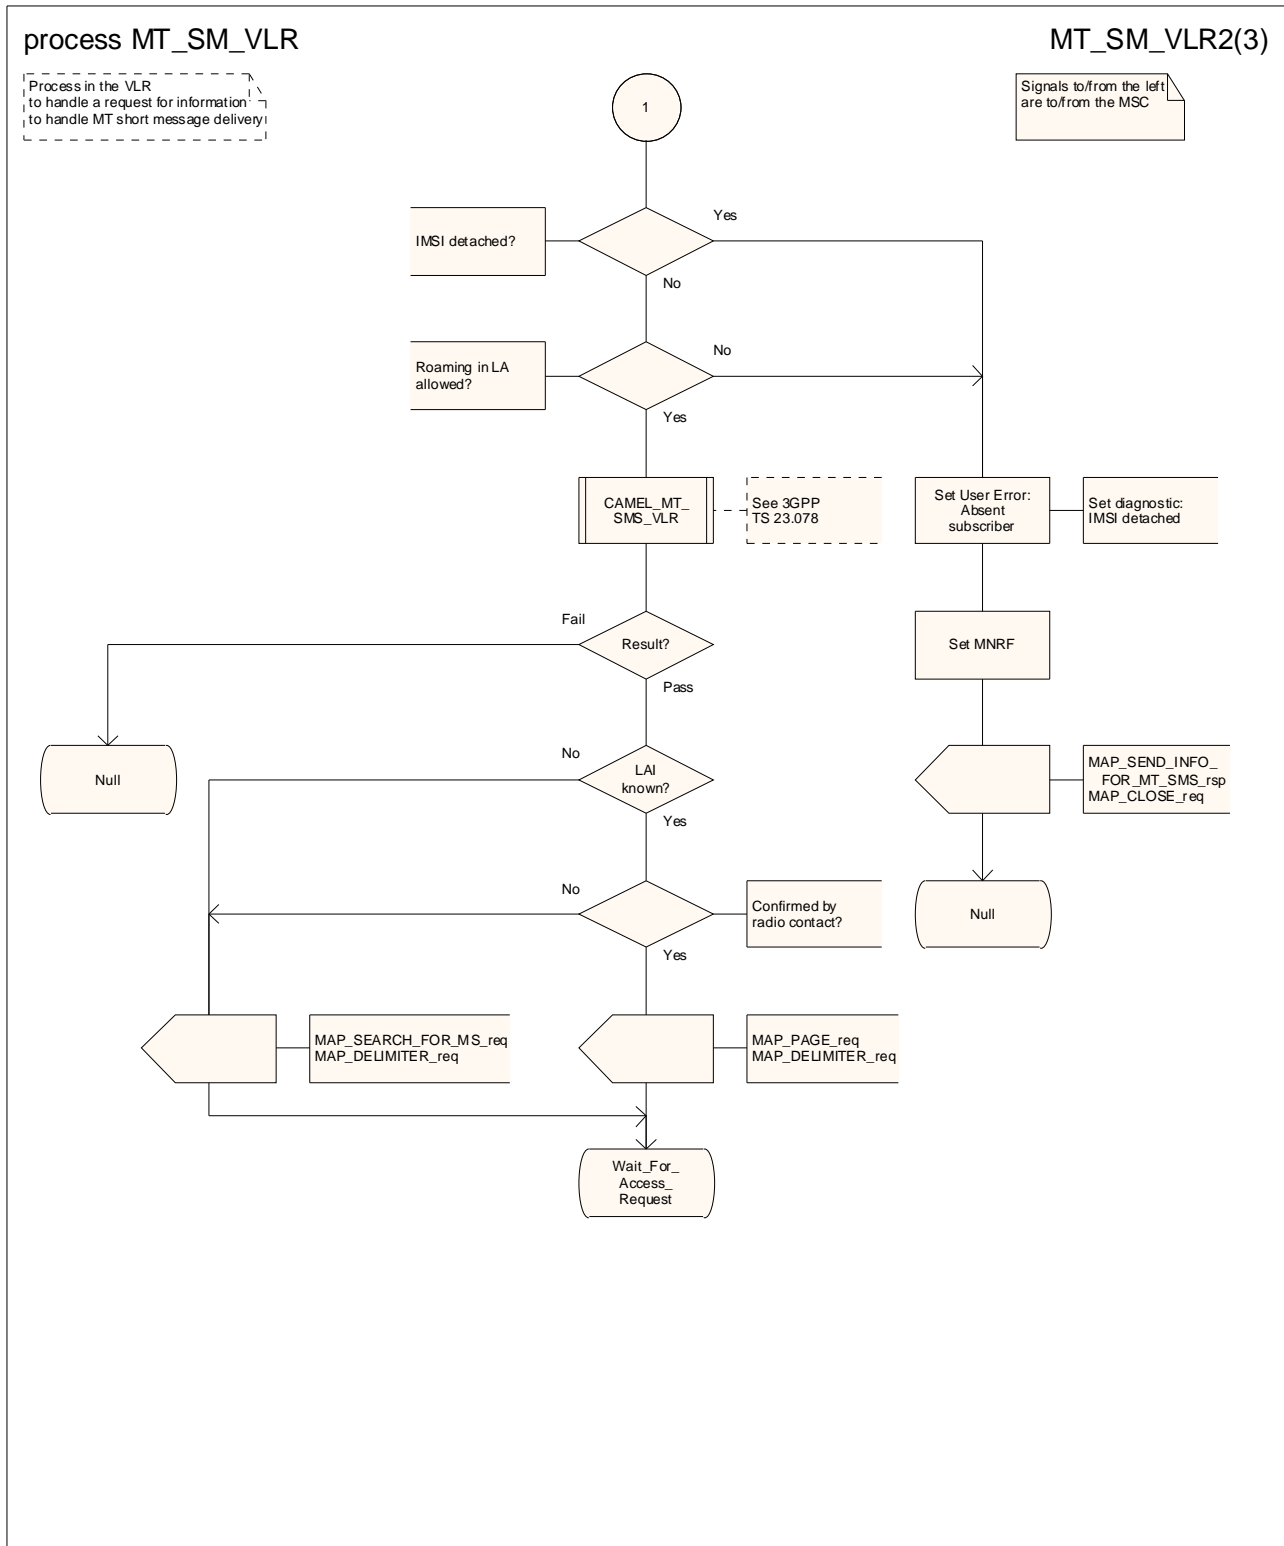 process MT_SM_VLR
MT_SM_VLR2(3)
Process in the VLR
to handle a request for information
to handle MT short message delivery
1
Signals to/from the left
are to/from the MSC
IMSI detached?
Yes
No
Roaming in LA
allowed?
No
Yes
CAMEL_MT_
SMS_VLR
See 3GPP
TS 23.078
Set User Error:
Absent
subscriber
Set diagnostic:
IMSI detached
Fail
Result?
Pass
Set MNRF
Null
No
LAI
known?
Yes
MAP_SEND_INFO_
FOR_MT_SMS_rsp
MAP_CLOSE_req
No
Confirmed by
radio contact?
Yes
Null
MAP_SEARCH_FOR_MS_req
MAP_DELIMITER_req
MAP_PAGE_req
MAP_DELIMITER_req
Wait_For_
Access_
Request